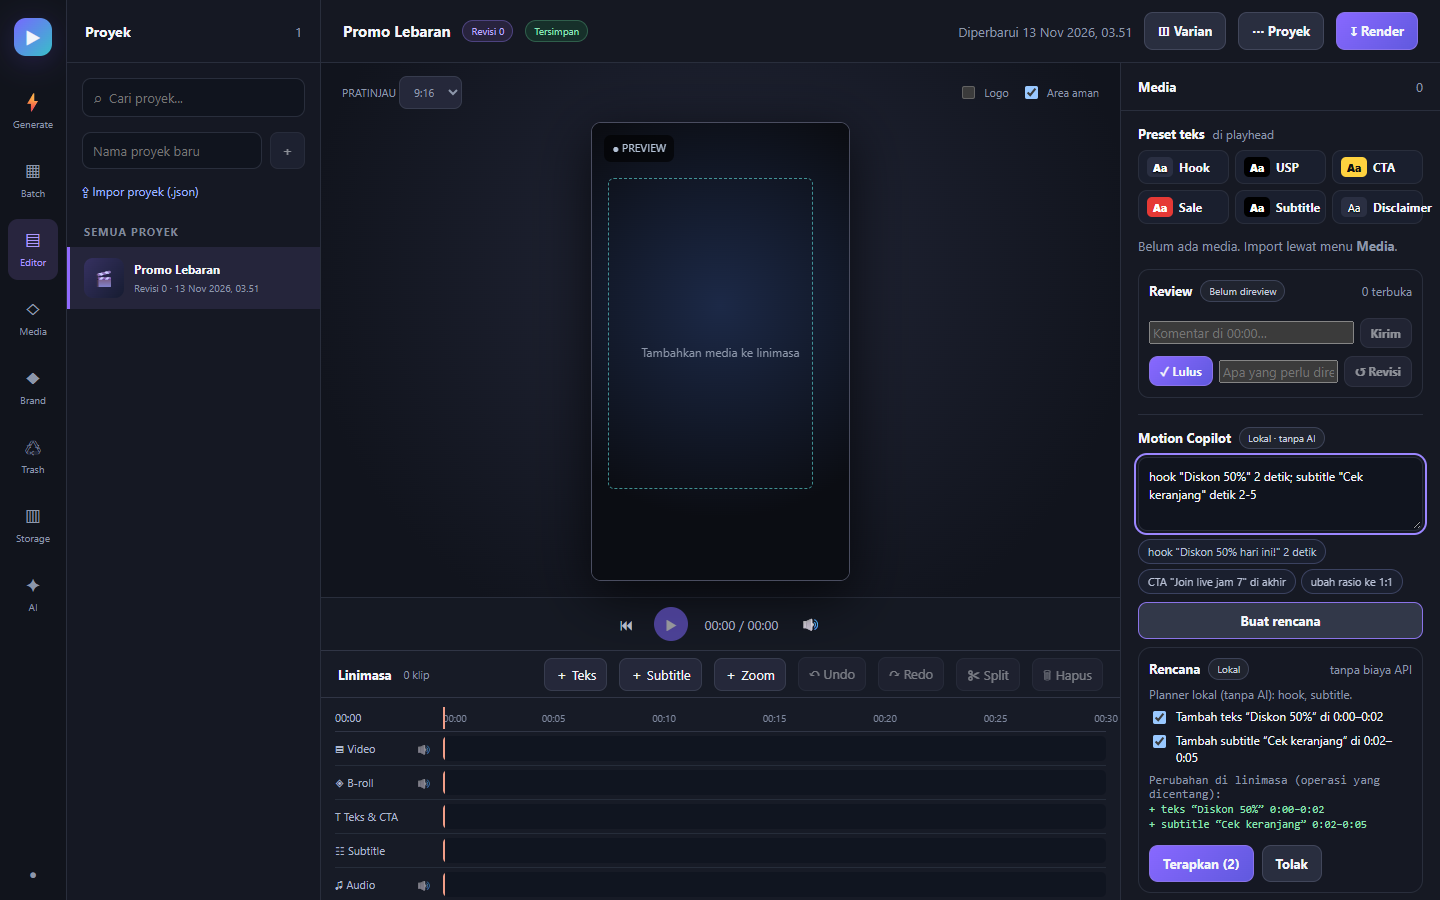 Generate
Batch
Editor
Media
Brand
Trash
Storage
AI
Proyek
1
Cari proyek...
Nama proyek baru
+
Impor proyek (.json)
SEMUA PROYEK
Promo Lebaran
Revisi 0 · 13 Nov 2026, 03.51
Promo Lebaran
Revisi 0
Tersimpan
Diperbarui 13 Nov 2026, 03.51
Varian
··· Proyek
Render
PRATINJAU
9:16
Logo
Area aman
PREVIEW
Tambahkan media ke linimasa
00:00 / 00:00
Linimasa
0 klip
+ Teks
+ Subtitle
+ Zoom
Undo
Redo
Split
Hapus
00:00
00:00
00:05
00:10
00:15
00:20
00:25
00:30
Video
B-roll
T Teks & CTA
Subtitle
Audio
Media
0
Preset teks di playhead
Aa Hook
Aa USP
Aa CTA
Aa Sale
Aa Subtitle
Aa Disclaimer
Belum ada media. Import lewat menu Media.
Review
Belum direview
0 terbuka
Komentar di 00:00...
Kirim
✓ Lulus
Apa yang perlu dire
Revisi
Motion Copilot
Lokal · tanpa AI
hook "Diskon 50%" 2 detik; subtitle "Cek
keranjang" detik 2-5
hook "Diskon 50% hari ini!" 2 detik
CTA "Join live jam 7" di akhir
ubah rasio ke 1:1
Buat rencana
Rencana
Lokal
tanpa biaya API
Planner lokal (tanpa AI): hook, subtitle.
Tambah teks “Diskon 50%” di 0:00–0:02
Tambah subtitle “Cek keranjang” di 0:02–
0:05
Perubahan di linimasa (operasi yang
dicentang):
+ teks “Diskon 50%” 0:00–0:02
+ subtitle “Cek keranjang” 0:02–0:05
Terapkan (2)
Tolak